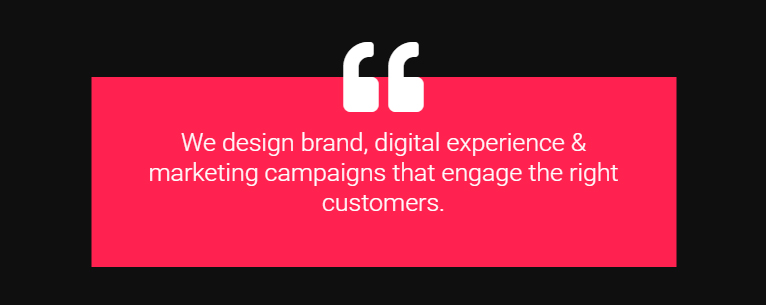 “
We design brand, digital experience &
marketing campaigns that engage the right
customers.